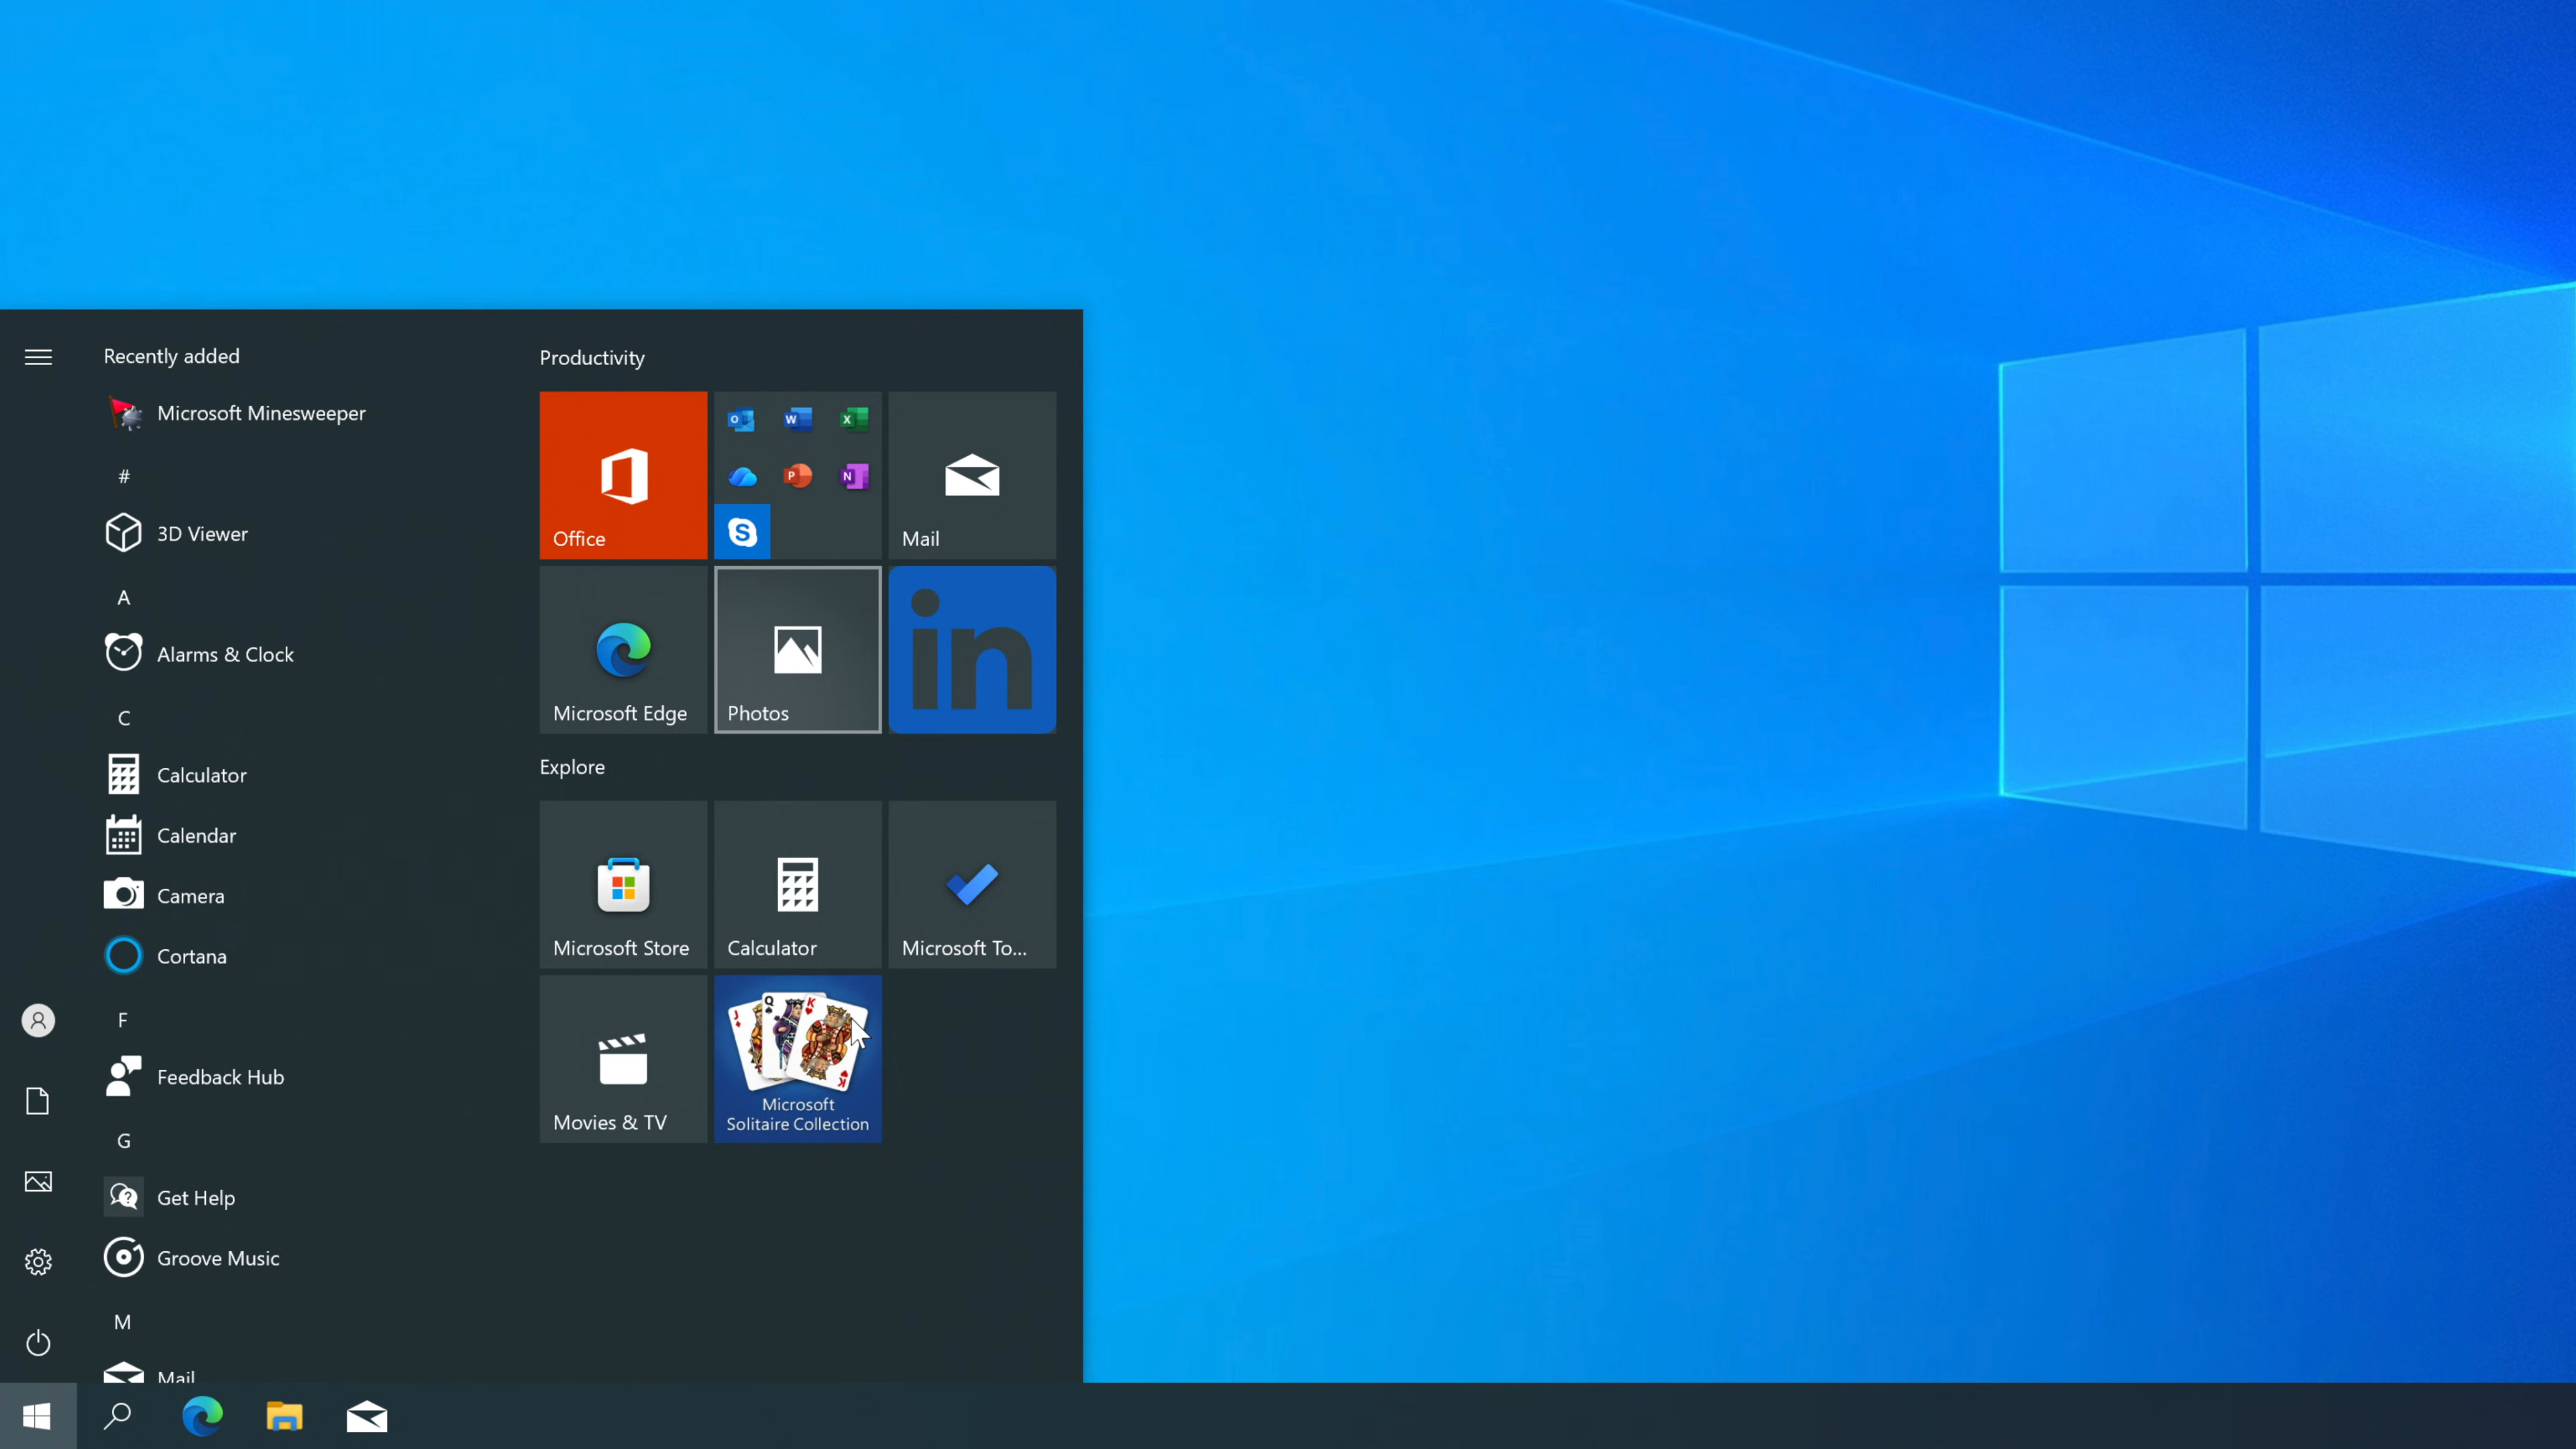 Recently added
Microsoft Minesweeper
#
3D Viewer
A
Alarms & Clock
C
Calculator
Calendar
Camera
Cortana
F
Feedback Hub
G
Get Help
Groove Music
M
Mail
Productivity
Office
O W X
P N
S
Mail
Microsoft Edge
Photos
in
Explore
Microsoft Store
Calculator
Microsoft To...
Movies & TV
J Q K
K
Microsoft
Solitaire Collection